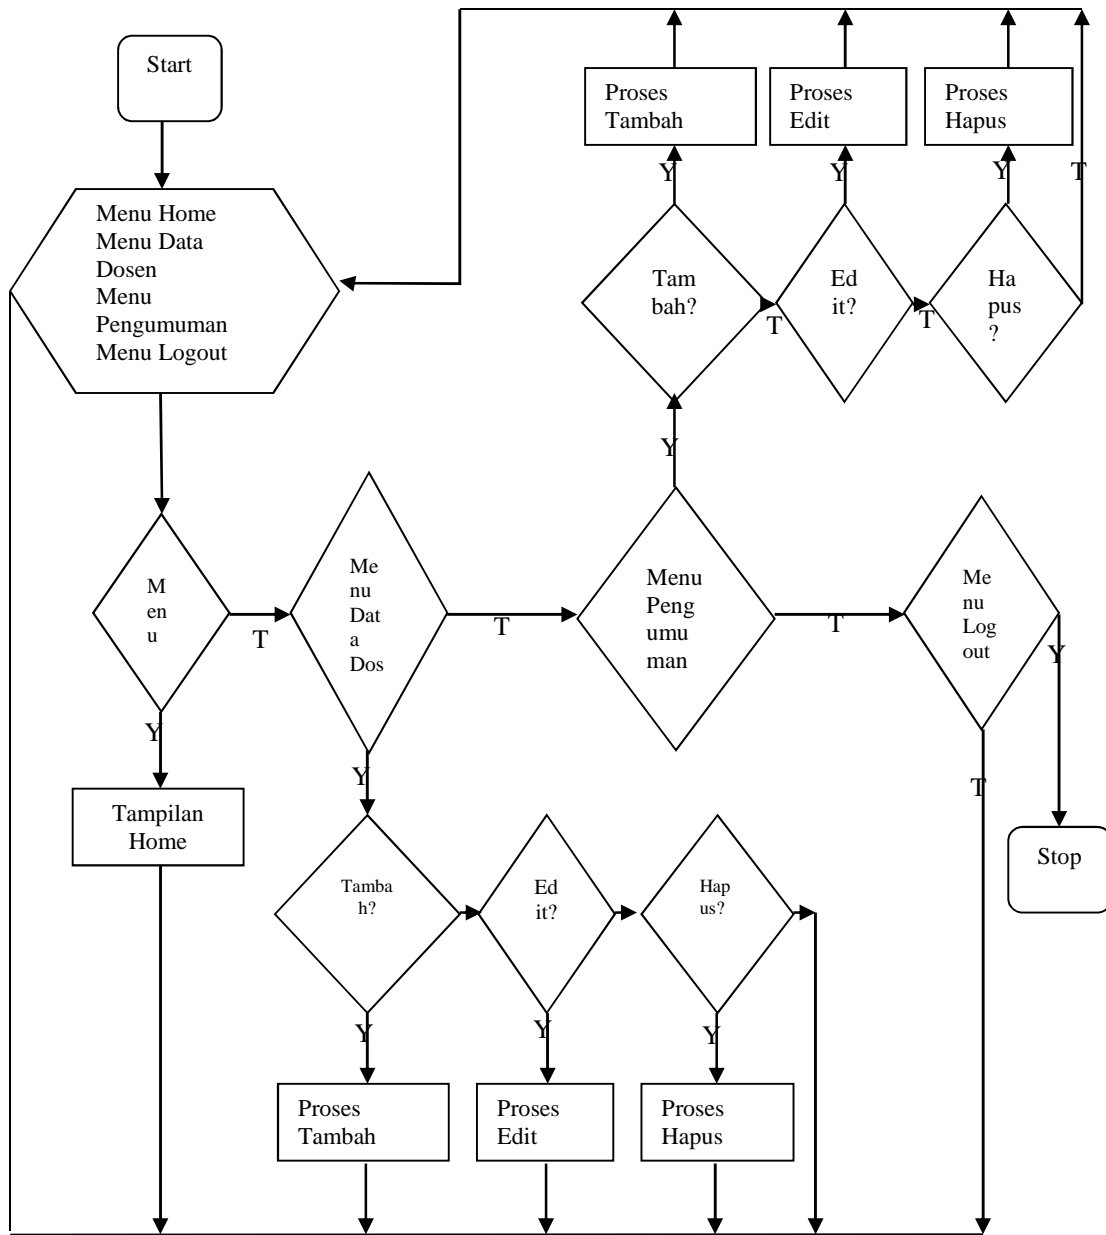 Start
Proses
Tambah
Proses
Edit
Proses
Hapus
Y
Y
Y
T
Menu Home
Menu Data
Dosen
Menu
Pengumuman
Menu Logout
Tam
bah?
T
Ed
it?
T
Ha
pus
?
Y
M
en
u
T
Me
nu
Dat
a
Dos
T
Menu
Peng
umu
man
T
Me
nu
Log
out
Y
Y
Tampilan
Home
Y
T
Stop
Tamba
h?
Ed
it?
Hap
us?
Y
Y
Y
Proses
Tambah
Proses
Edit
Proses
Hapus